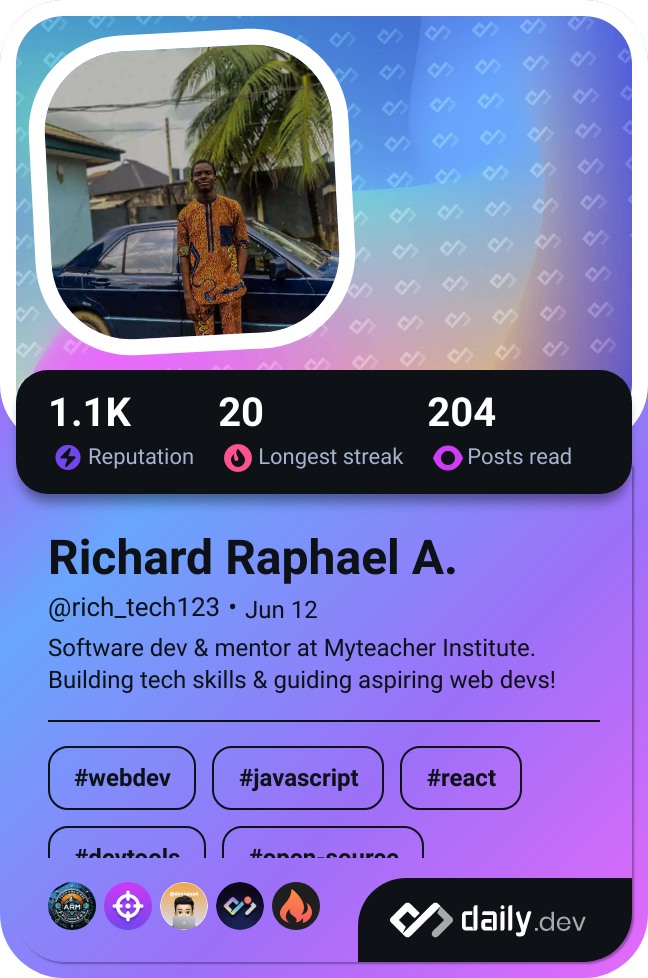 1.1K 20 204
Reputation Longest streak Posts read
Richard Raphael A.
@rich_tech123 • Jun 12
Software dev & mentor at Myteacher Institute.
Building tech skills & guiding aspiring web devs!
#webdev #javascript #react
#devtools #open-source
ARM
daily.dev